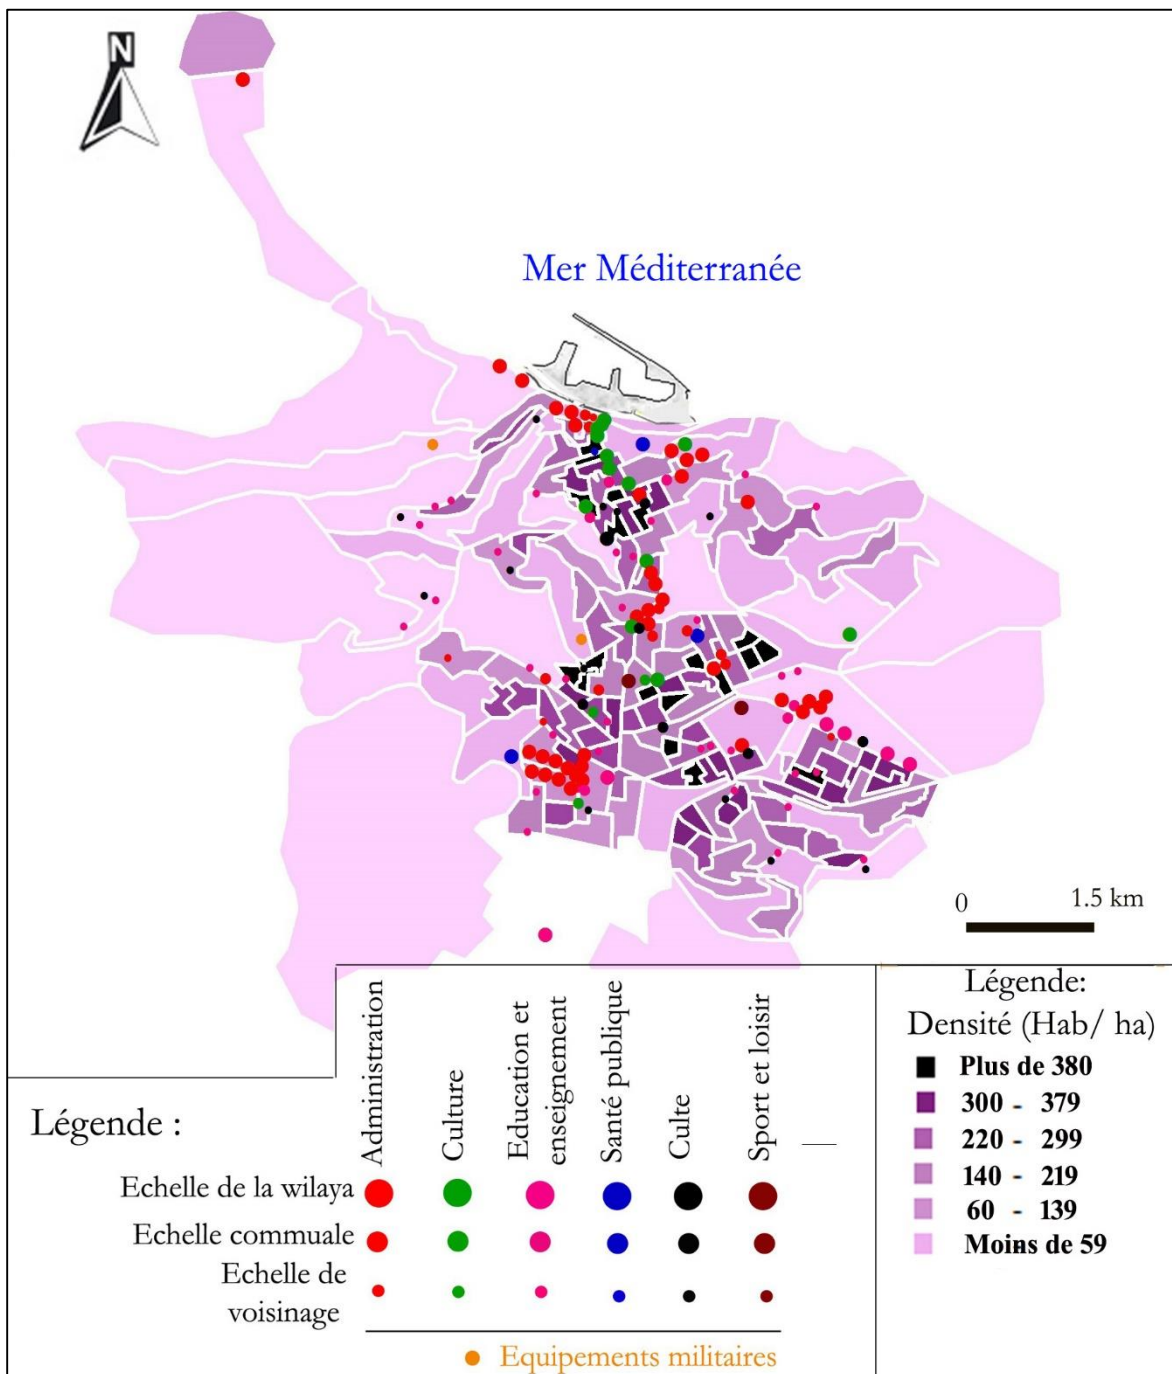 N
Mer Méditerranée
0
1.5 km
Légende :
Administration
Culture
Education et
enseignement
Santé publique
Culte
Sport et loisir
Echelle de la wilaya
Echelle commuale
Echelle de
voisinage
Equipements militaires
Légende:
Densité (Hab/ ha)
Plus de 380
300 - 379
220 - 299
140 - 219
60 - 139
Moins de 59